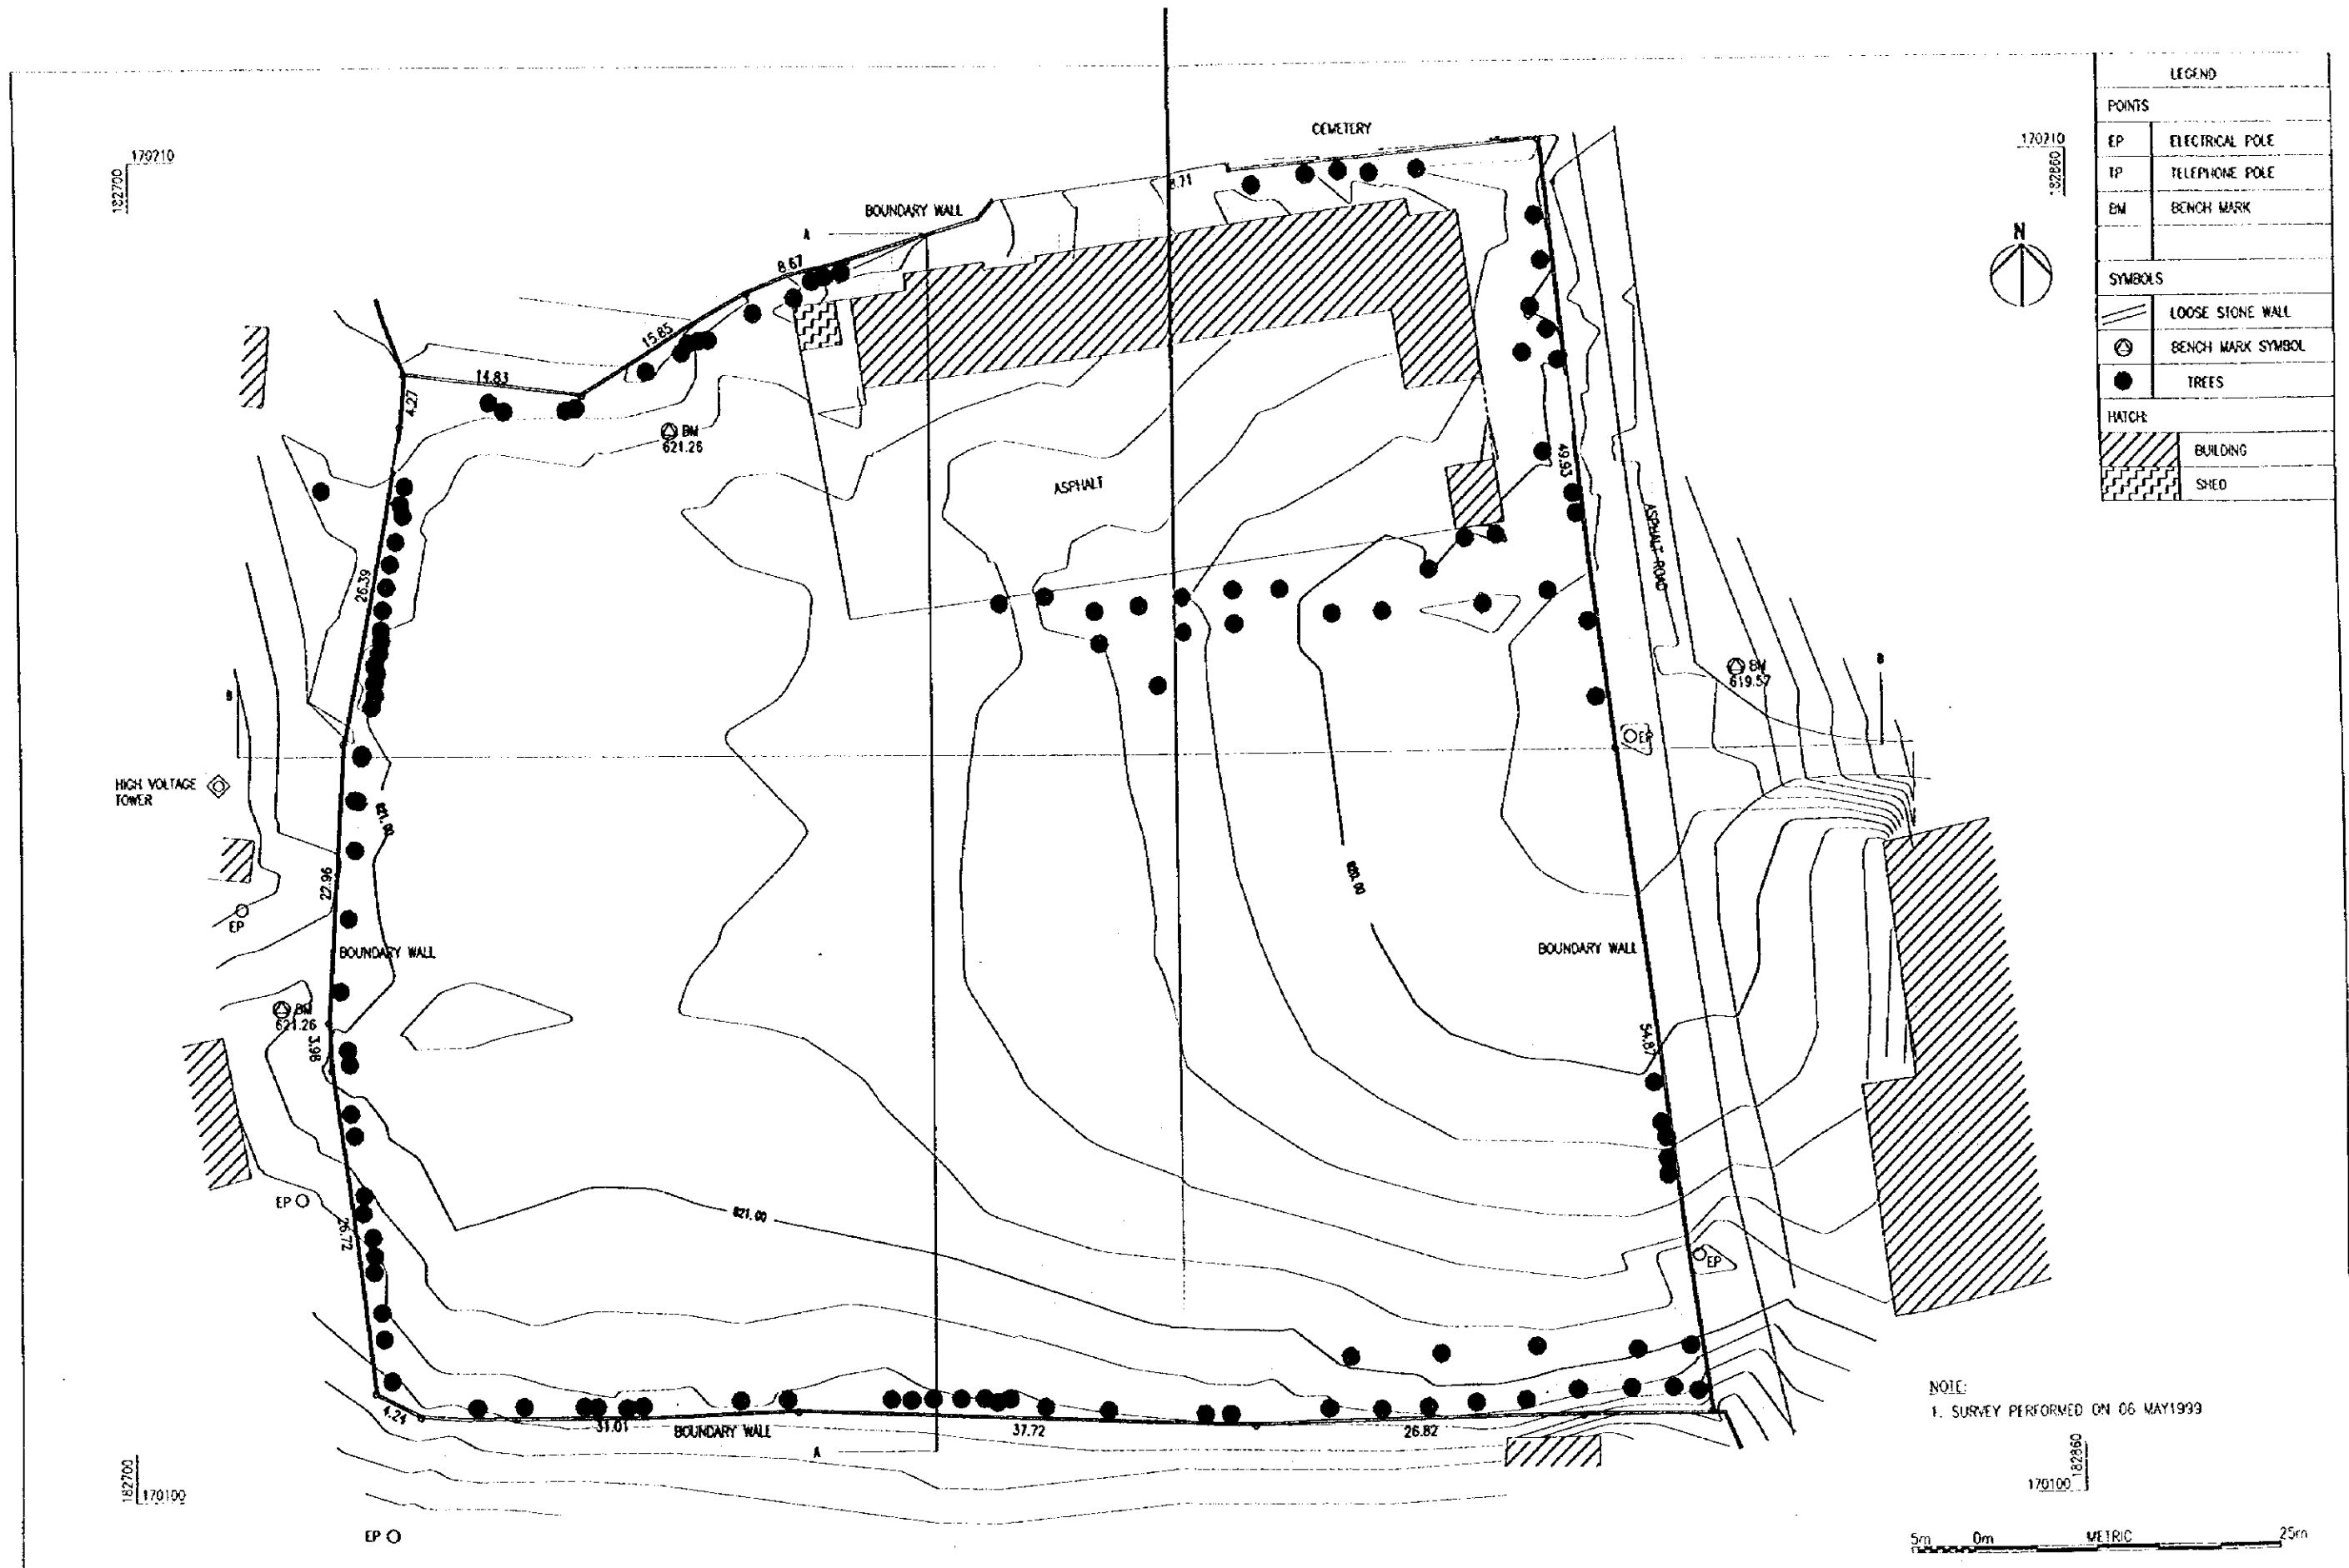 LEGEND
POINTS
EP ELECTRICAL POLE
TP TELEPHONE POLE
BM BENCH MARK
SYMBOLS
LOOSE STONE WALL
BENCH MARK SYMBOL
TREES
HATCH:
BUILDING
SHED
170210
182700
CEMETERY
170210
182860
N
8.71
BOUNDARY WALL
A
8.67
15.85
14.83
4.27
BM
621.26
ASPHALT
49.93
ASPHALT ROAD
26.39
B
BM
619.57
B
EP
HIGH VOLTAGE
TOWER
621.00
22.96
EP
BOUNDARY WALL
BOUNDARY WALL
BM
621.26
3.98
54.87
EP
26.72
621.00
EP
4.24
31.01
BOUNDARY WALL
A
37.72
26.82
NOTE:
1. SURVEY PERFORMED ON 06 MAY1999
182700
170100
182860
170100
EP
5m 0m METRIC 25m